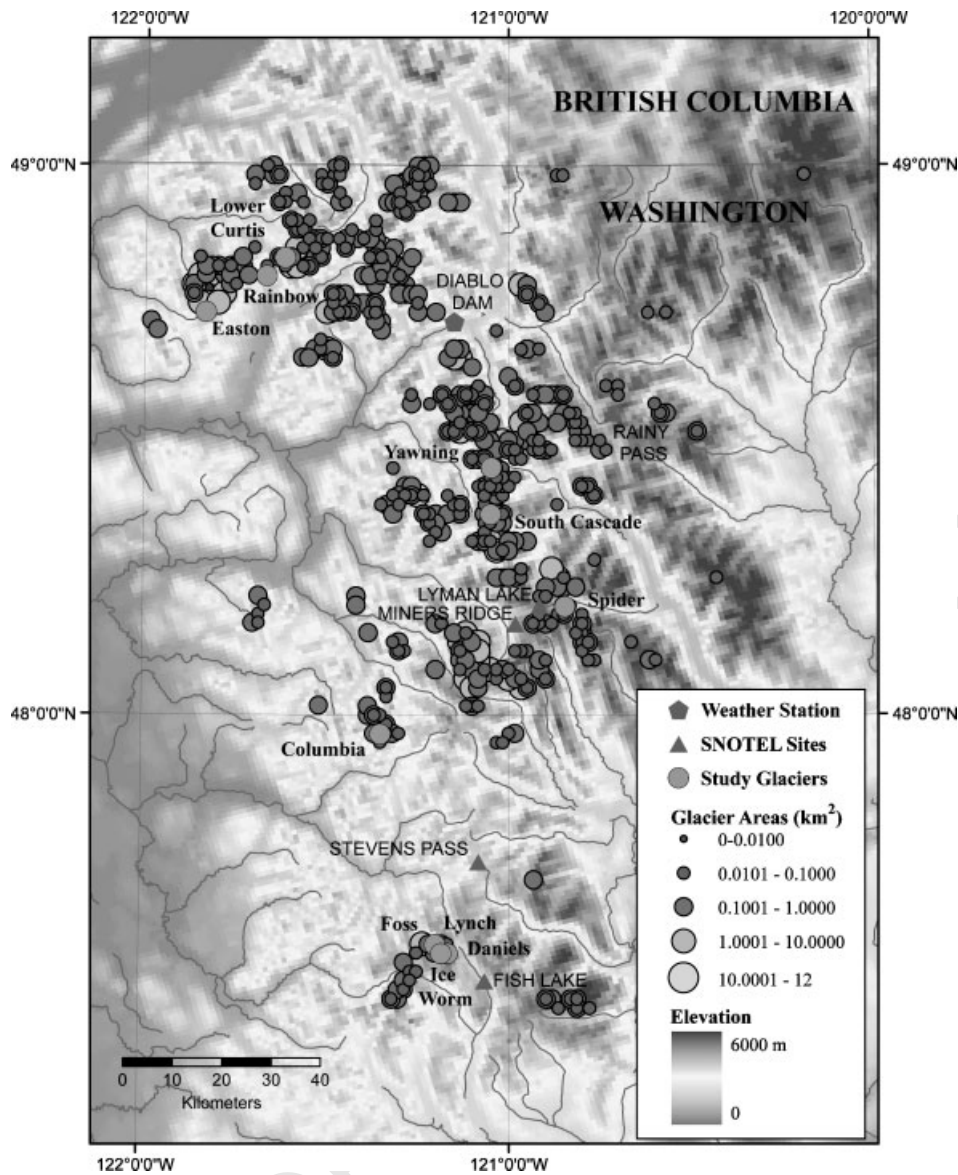 122°0'0"W 121°0'0"W 120°0'0"W
BRITISH COLUMBIA
49°0'0"N 49°0'0"N
WASHINGTON
Lower
Curtis
DIABLO
DAM
Rainbow
Easton
RAINY
PASS
Yawning
South Cascade
LYMAN LAKE
Spider
MINERS RIDGE
48°0'0"N 48°0'0"N
Columbia
STEVENS PASS
Foss Lynch
Daniels
Ice
Worm
FISH LAKE
Weather Station
SNOTEL Sites
Study Glaciers
Glacier Areas (km²)
0-0.0100
0.0101 - 0.1000
0.1001 - 1.0000
1.0001 - 10.0000
10.0001 - 12
Elevation
6000 m
0
0 10 20 30 40
Kilometers
122°0'0"W 121°0'0"W